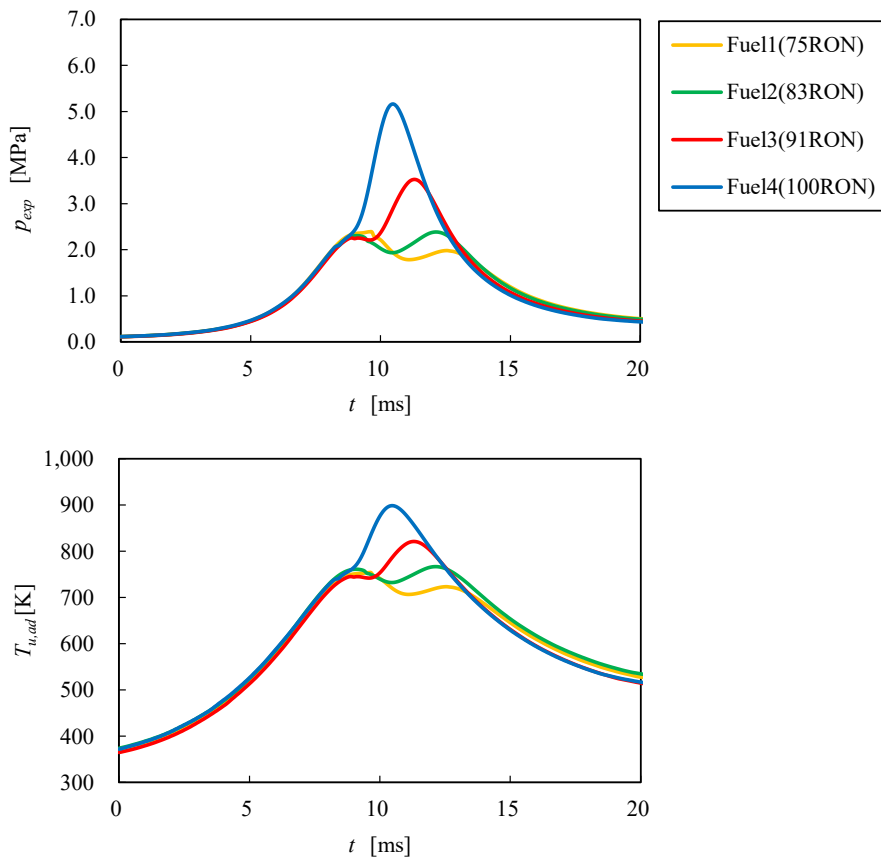 7.0
6.0
5.0
4.0
3.0
2.0
1.0
0.0
p_exp [MPa]
0 5 10 15 20
t [ms]
Fuel1(75RON)
Fuel2(83RON)
Fuel3(91RON)
Fuel4(100RON)
1,000
900
800
700
600
500
400
300
T_u,ad [K]
0 5 10 15 20
t [ms]